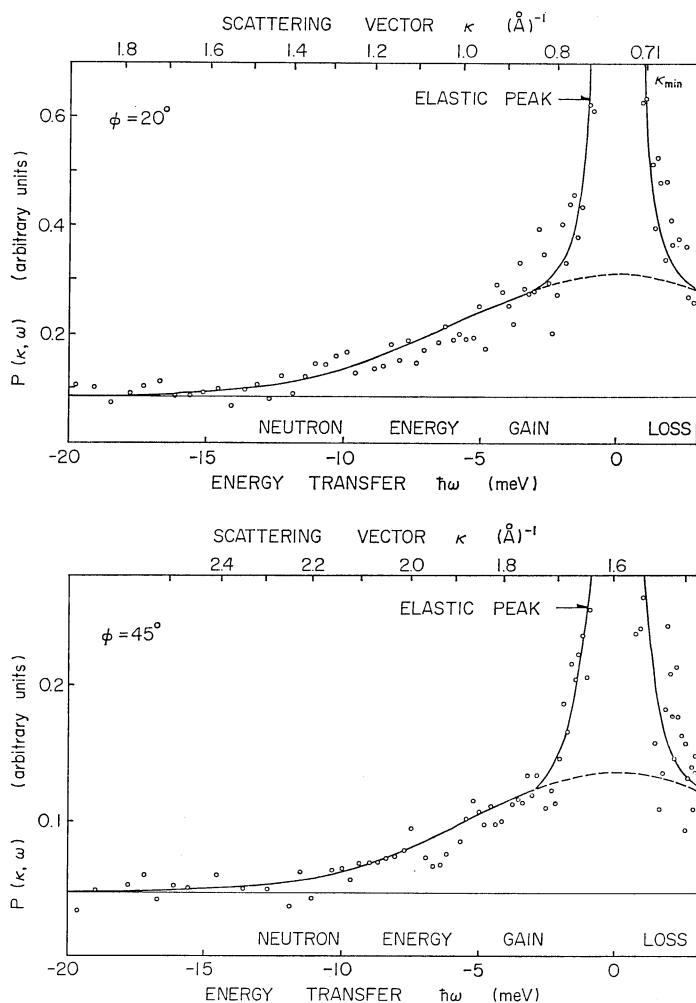 SCATTERING VECTOR κ (Å)⁻¹
1.8 1.6 1.4 1.2 1.0 0.8 0.71
κmin
ELASTIC PEAK
φ = 20°
0.6
0.4
0.2
0
P (κ, ω) (arbitrary units)
NEUTRON ENERGY GAIN LOSS
-20 -15 -10 -5 0
ENERGY TRANSFER ħω (meV)
SCATTERING VECTOR κ (Å)⁻¹
2.4 2.2 2.0 1.8 1.6
ELASTIC PEAK
φ = 45°
0.2
0.1
0
P (κ, ω) (arbitrary units)
NEUTRON ENERGY GAIN LOSS
-20 -15 -10 -5 0
ENERGY TRANSFER ħω (meV)